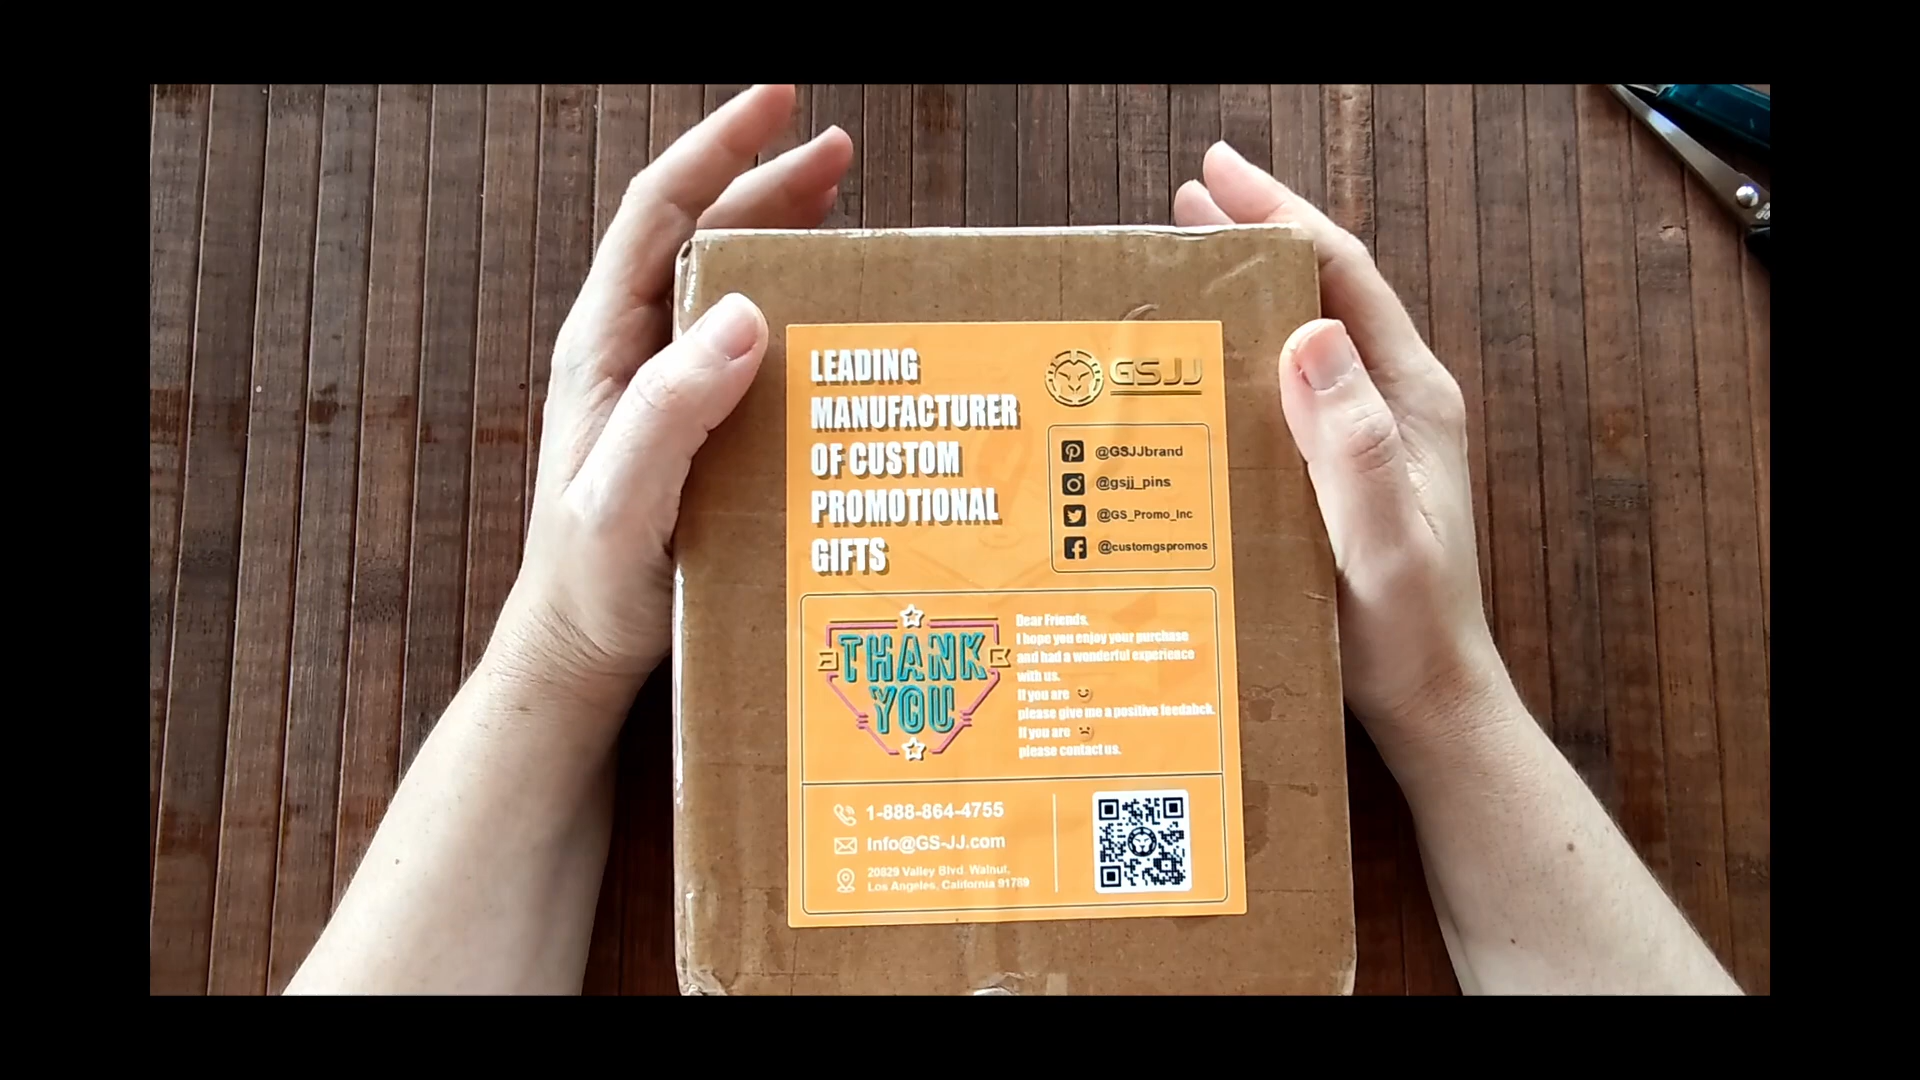 LEADING
MANUFACTURER
OF CUSTOM
PROMOTIONAL
GIFTS
GSJJ
@GSJJbrand
@gsjj_pins
@GS_Promo_Inc
@customgspromos
THANK
YOU
Dear Friends,
I hope you enjoy your purchase
and had a wonderful experience
with us.
If you are
please give me a positive feedabck.
If you are
please contact us.
1-888-864-4755
Info@GS-JJ.com
20829 Valley Blvd. Walnut,
Los Angeles, Calrlornia 91789